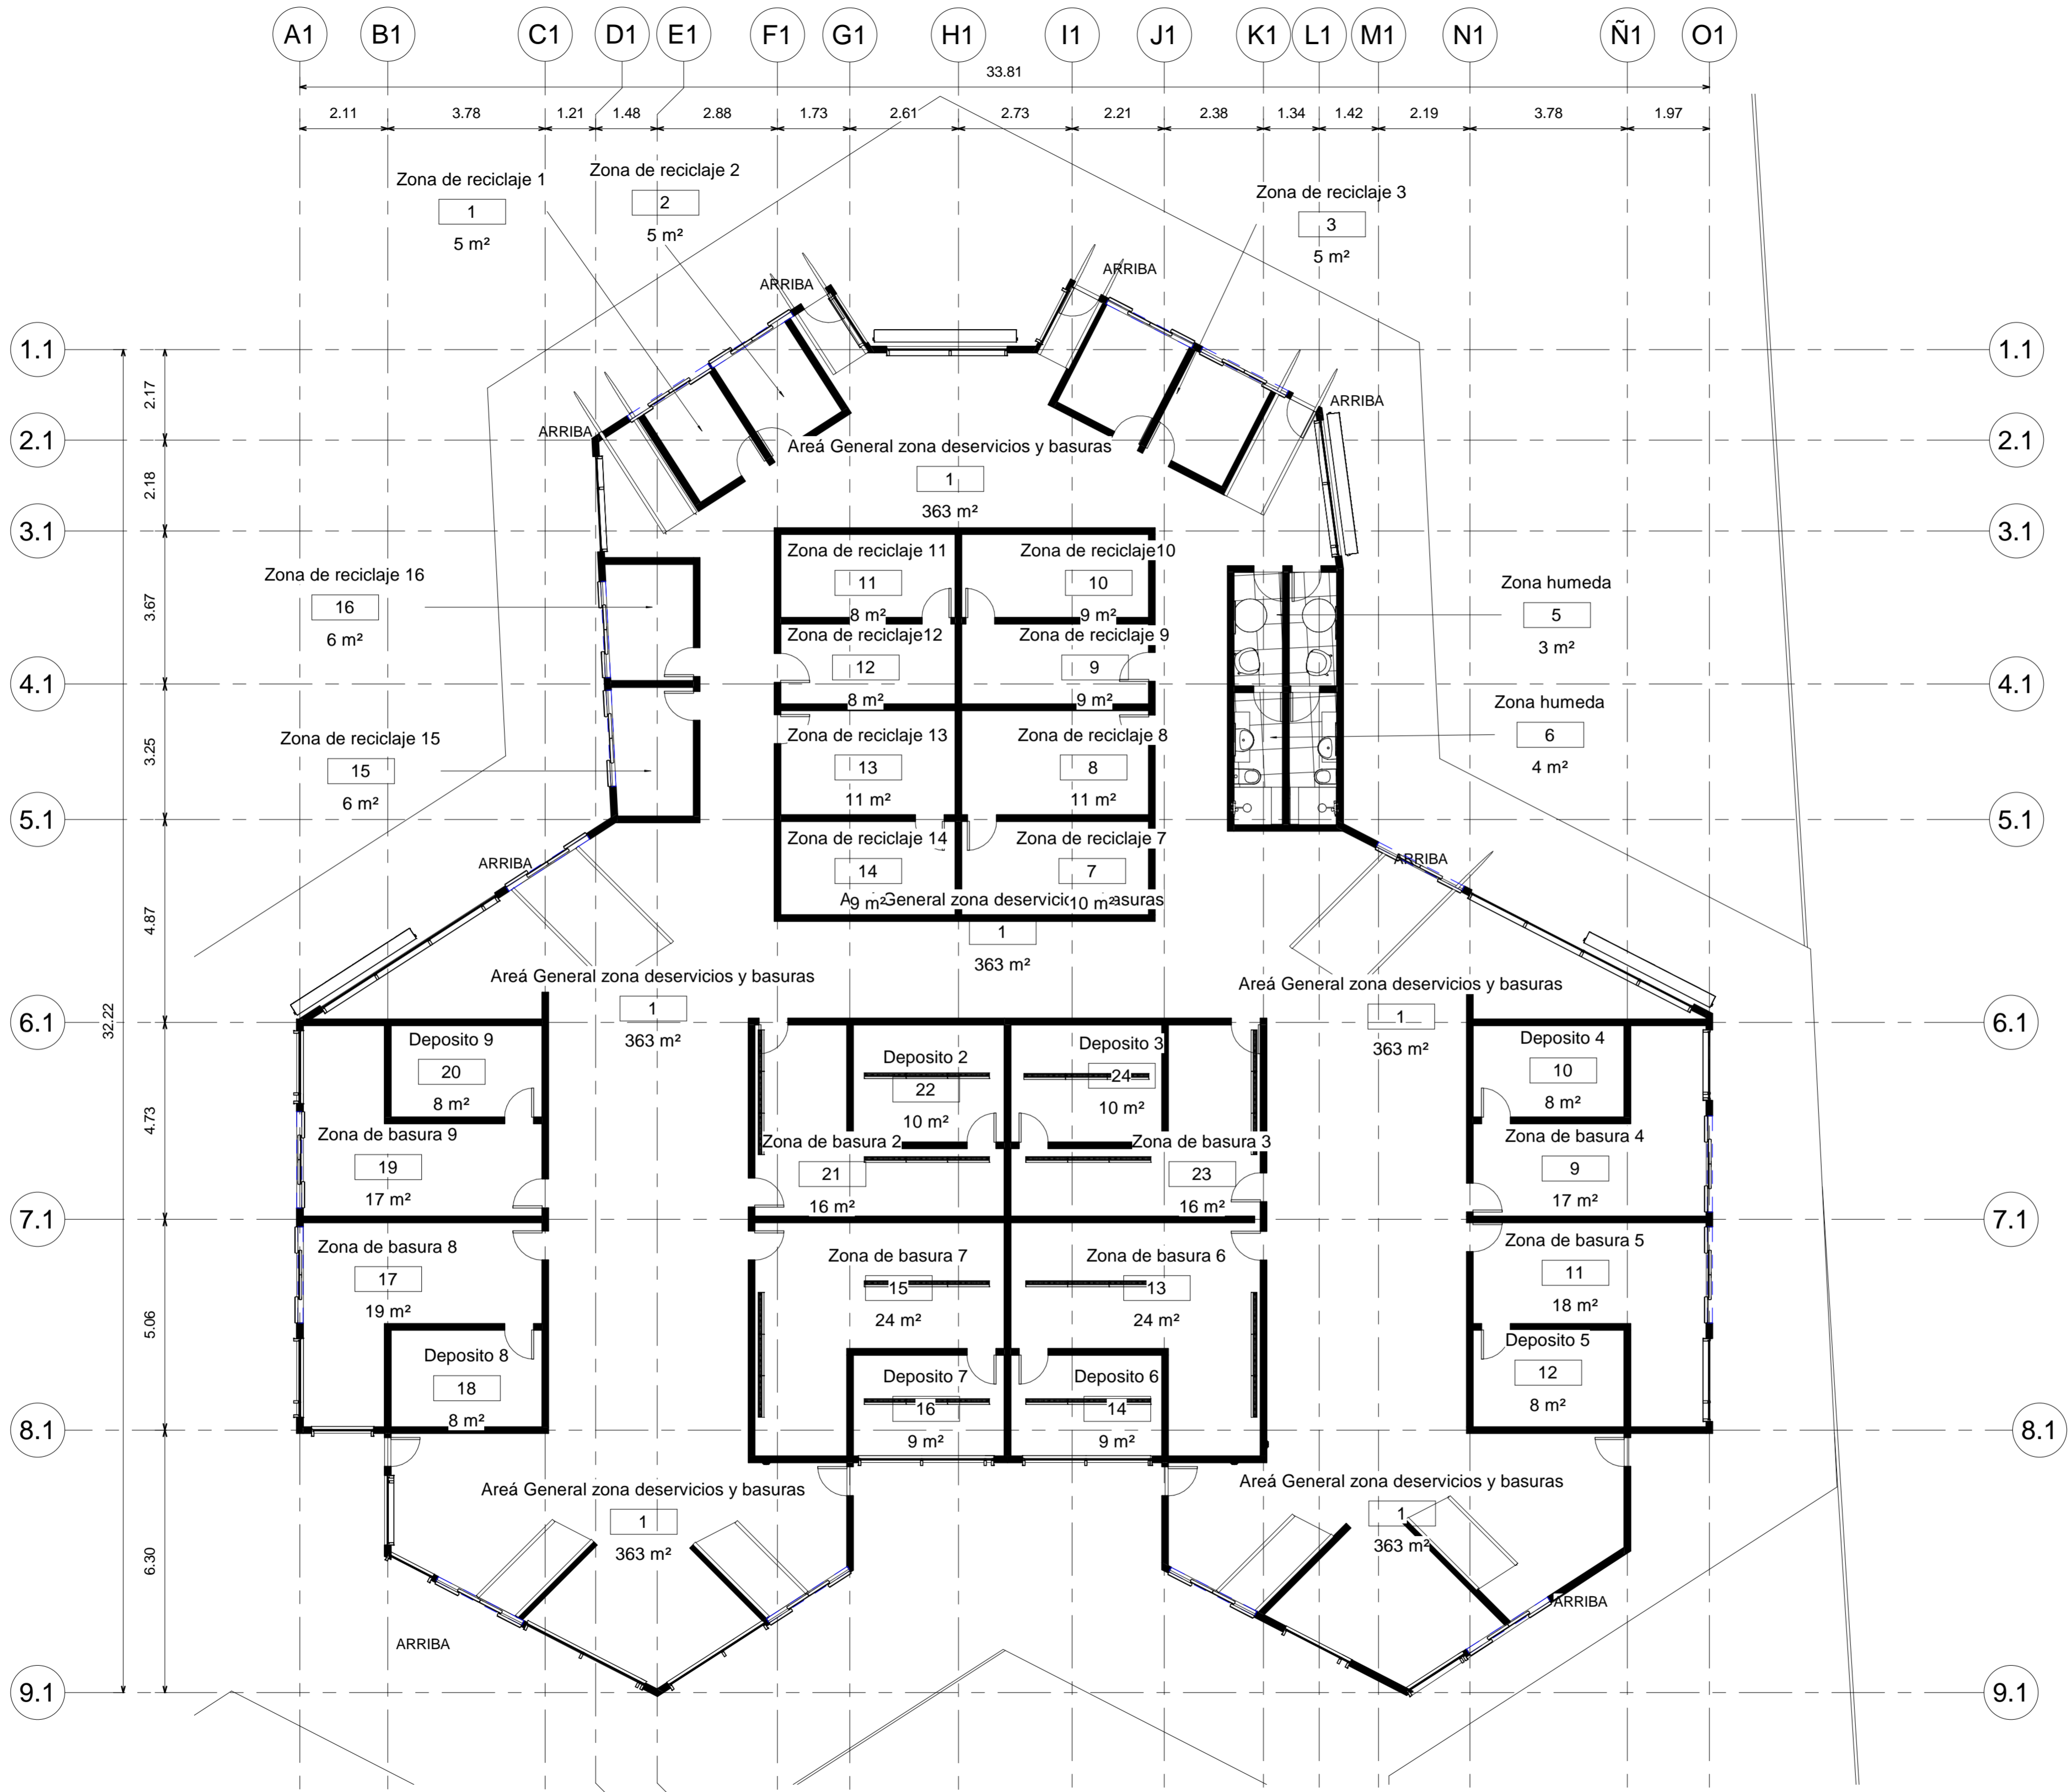 A1 B1 C1 D1 E1 F1 G1 H1 I1 J1 K1 L1 M1 N1 Ñ1 O1
33.81
2.11 3.78 1.21 1.48 2.88 1.73 2.61 2.73 2.21 2.38 1.34 1.42 2.19 3.78 1.97
Zona de reciclaje 1
1
5 m²
Zona de reciclaje 2
2
5 m²
Zona de reciclaje 3
3
5 m²
ARRIBA
ARRIBA
1.1
1.1
2.17
ARRIBA
ARRIBA
2.1
2.1
Areá General zona deservicios y basuras
1
363 m²
2.18
3.1
3.1
Zona de reciclaje 11
11
8 m²
Zona de reciclaje10
10
9 m²
Zona de reciclaje 16
16
6 m²
Zona humeda
5
3 m²
3.67
Zona de reciclaje12
12
8 m²
Zona de reciclaje 9
9
9 m²
4.1
4.1
Zona humeda
6
4 m²
Zona de reciclaje 15
15
6 m²
Zona de reciclaje 13
13
11 m²
Zona de reciclaje 8
8
11 m²
3.25
5.1
5.1
Zona de reciclaje 14
14
9 m²
Zona de reciclaje 7
7
10 m²
ARRIBA
ARRIBA
General zona deservici asuras
1
363 m²
4.87
Areá General zona deservicios y basuras
1
363 m²
Areá General zona deservicios y basuras
1
363 m²
6.1
6.1
32.22
Deposito 9
20
8 m²
Deposito 2
22
10 m²
Deposito 3
24
10 m²
Deposito 4
10
8 m²
4.73
Zona de basura 9
19
17 m²
Zona de basura 2
21
16 m²
Zona de basura 3
23
16 m²
Zona de basura 4
9
17 m²
7.1
7.1
Zona de basura 8
17
19 m²
Zona de basura 7
15
24 m²
Zona de basura 6
13
24 m²
Zona de basura 5
11
18 m²
5.06
Deposito 8
18
8 m²
Deposito 7
16
9 m²
Deposito 6
14
9 m²
Deposito 5
12
8 m²
8.1
8.1
Areá General zona deservicios y basuras
1
363 m²
Areá General zona deservicios y basuras
1
363 m²
6.30
ARRIBA
ARRIBA
9.1
9.1